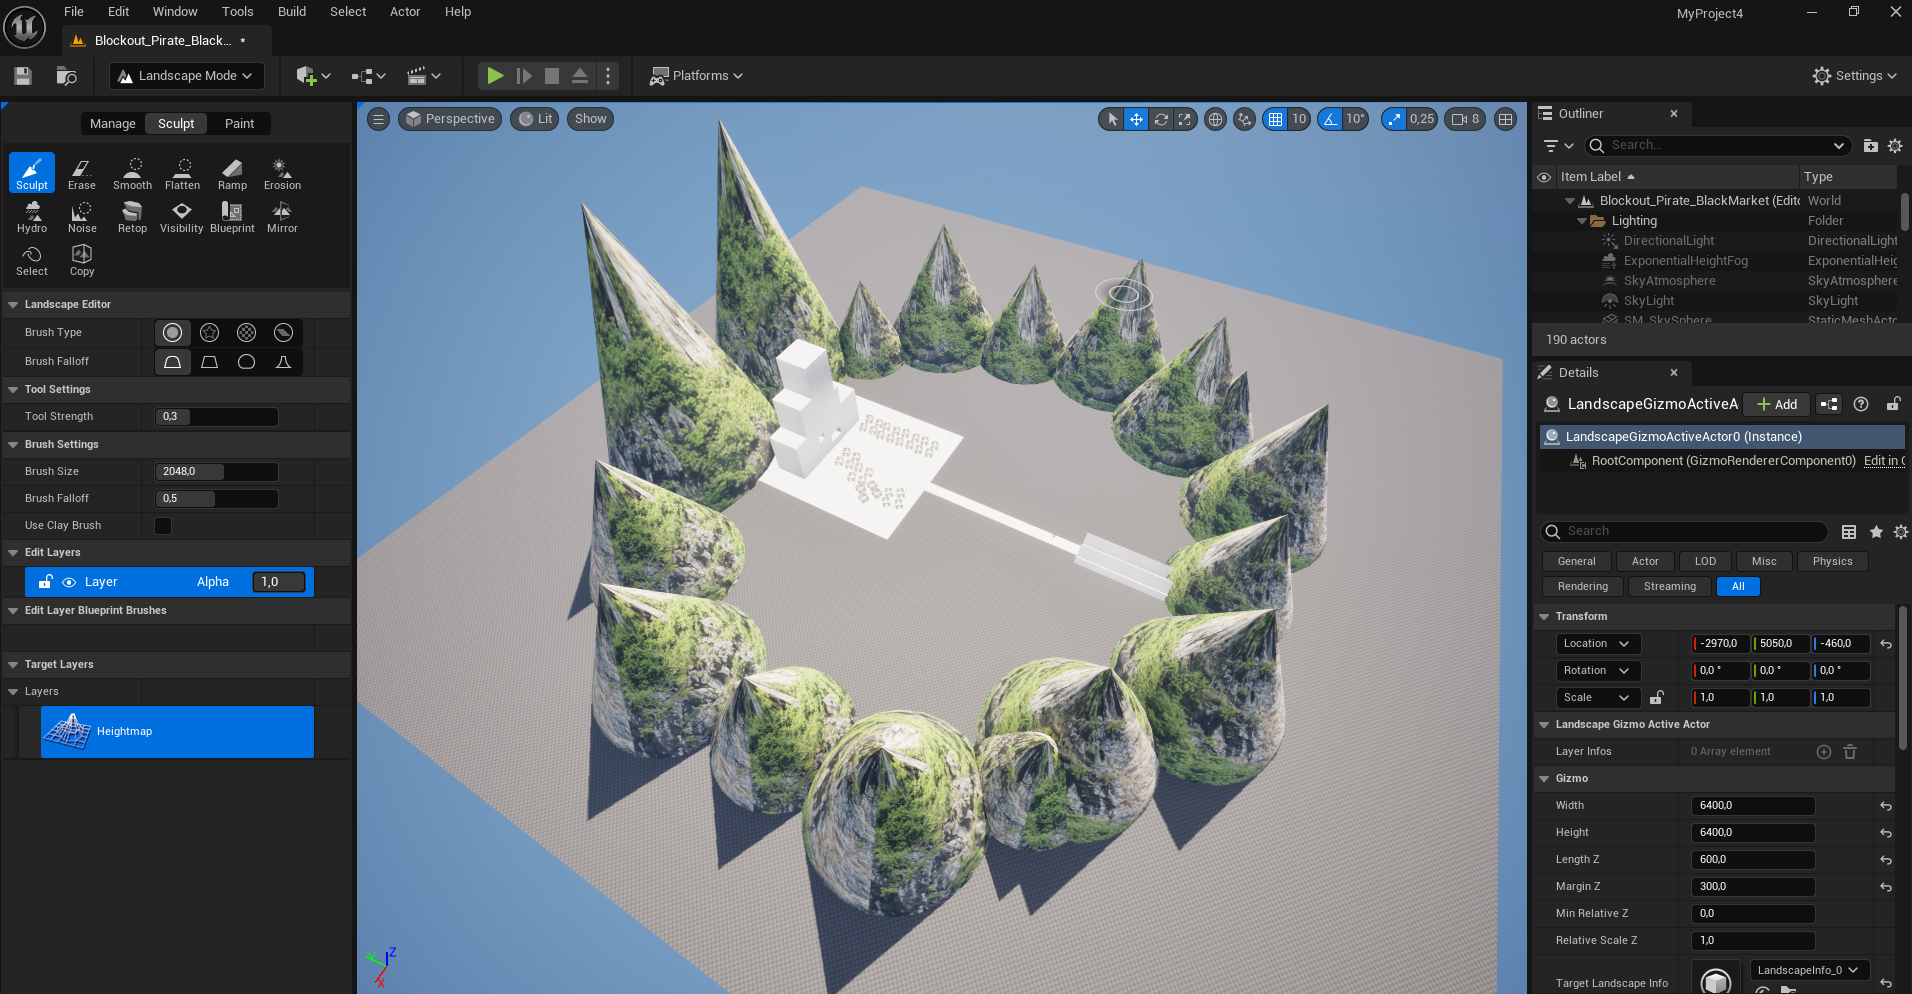 File Edit Window Tools Build Select Actor Help
MyProject4
Blockout_Pirate_Black... •
Landscape Mode
Platforms
Settings
Manage Sculpt Paint
Sculpt Erase Smooth Flatten Ramp Erosion
Hydro Noise Retop Visibility Blueprint Mirror
Select Copy
Landscape Editor
Brush Type
Brush Falloff
Tool Settings
Tool Strength 0,3
Brush Settings
Brush Size 2048,0
Brush Falloff 0,5
Use Clay Brush
Edit Layers
Layer Alpha 1,0
Edit Layer Blueprint Brushes
Target Layers
Layers
Heightmap
Perspective Lit Show
10 10° 0,25 8
Z
Y
X
Outliner
Search...
Item Label Type
Blockout_Pirate_BlackMarket (Edito World
Lighting Folder
DirectionalLight DirectionalLight
ExponentialHeightFog ExponentialHeig
SkyAtmosphere SkyAtmosphere
SkyLight SkyLight
SM_SkySphere StaticMeshActo
190 actors
Details
LandscapeGizmoActiveA Add
LandscapeGizmoActiveActor0 (Instance)
RootComponent (GizmoRendererComponent0) Edit in C
Search
General Actor LOD Misc Physics
Rendering Streaming All
Transform
Location -2970,0 5050,0 -460,0
Rotation 0,0 ° 0,0 ° 0,0 °
Scale 1,0 1,0 1,0
Landscape Gizmo Active Actor
Layer Infos 0 Array element
Gizmo
Width 6400,0
Height 6400,0
Length Z 600,0
Margin Z 300,0
Min Relative Z 0,0
Relative Scale Z 1,0
Target Landscape Info LandscapeInfo_0